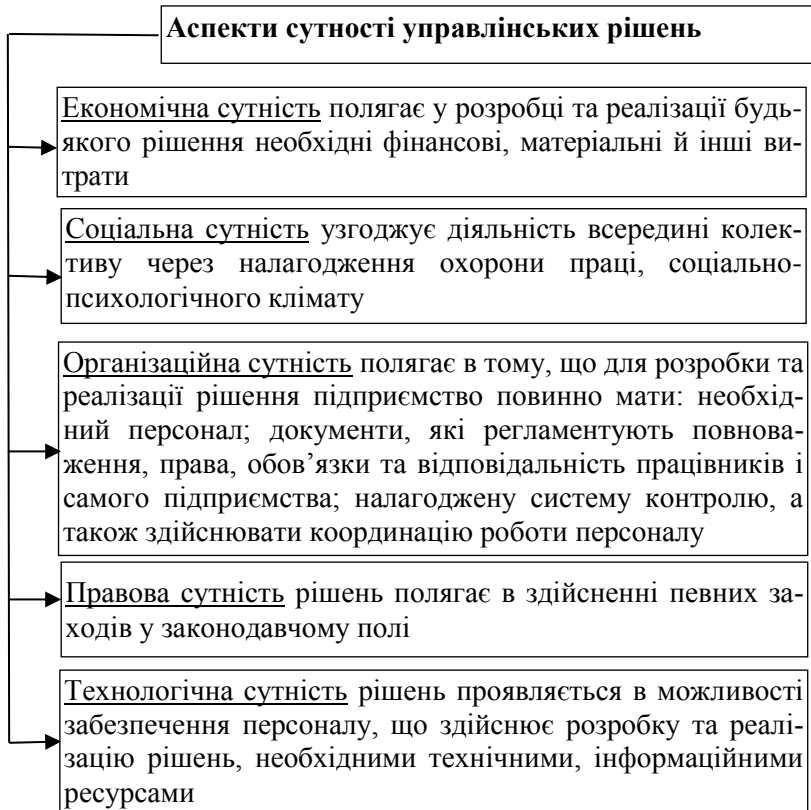 Аспекти сутності управлінських рішень
Економічна сутність полягає у розробці та реалізації будь-
якого рішення необхідні фінансові, матеріальні й інші ви-
трати
Соціальна сутність узгоджує діяльність всередині колек-
тиву через налагодження охорони праці, соціально-
психологічного клімату
Організаційна сутність полягає в тому, що для розробки та
реалізації рішення підприємство повинно мати: необхід-
ний персонал; документи, які регламентують повнова-
ження, права, обов’язки та відповідальність працівників і
самого підприємства; налагоджену систему контролю, а
також здійснювати координацію роботи персоналу
Правова сутність рішень полягає в здійсненні певних за-
ходів у законодавчому полі
Технологічна сутність рішень проявляється в можливості
забезпечення персоналу, що здійснює розробку та реалі-
зацію рішень, необхідними технічними, інформаційними
ресурсами